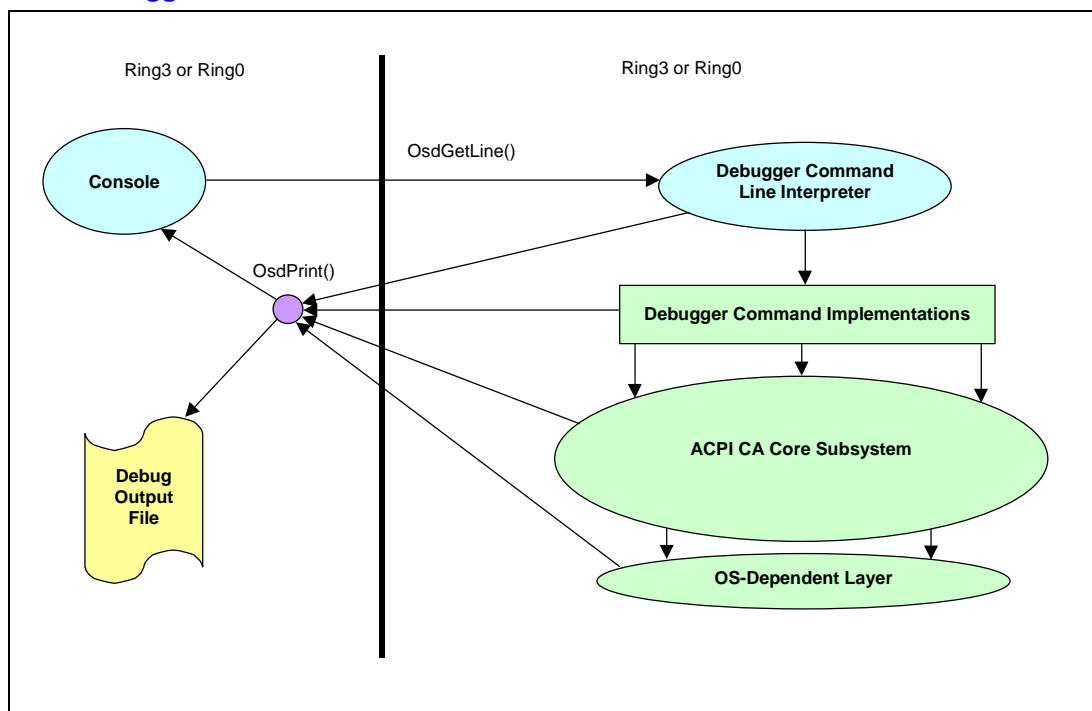 Ring3 or Ring0
Ring3 or Ring0
OsdGetLine()
Console
Debugger Command
Line Interpreter
OsdPrint()
Debugger Command Implementations
ACPI CA Core Subsystem
Debug
Output
File
OS-Dependent Layer